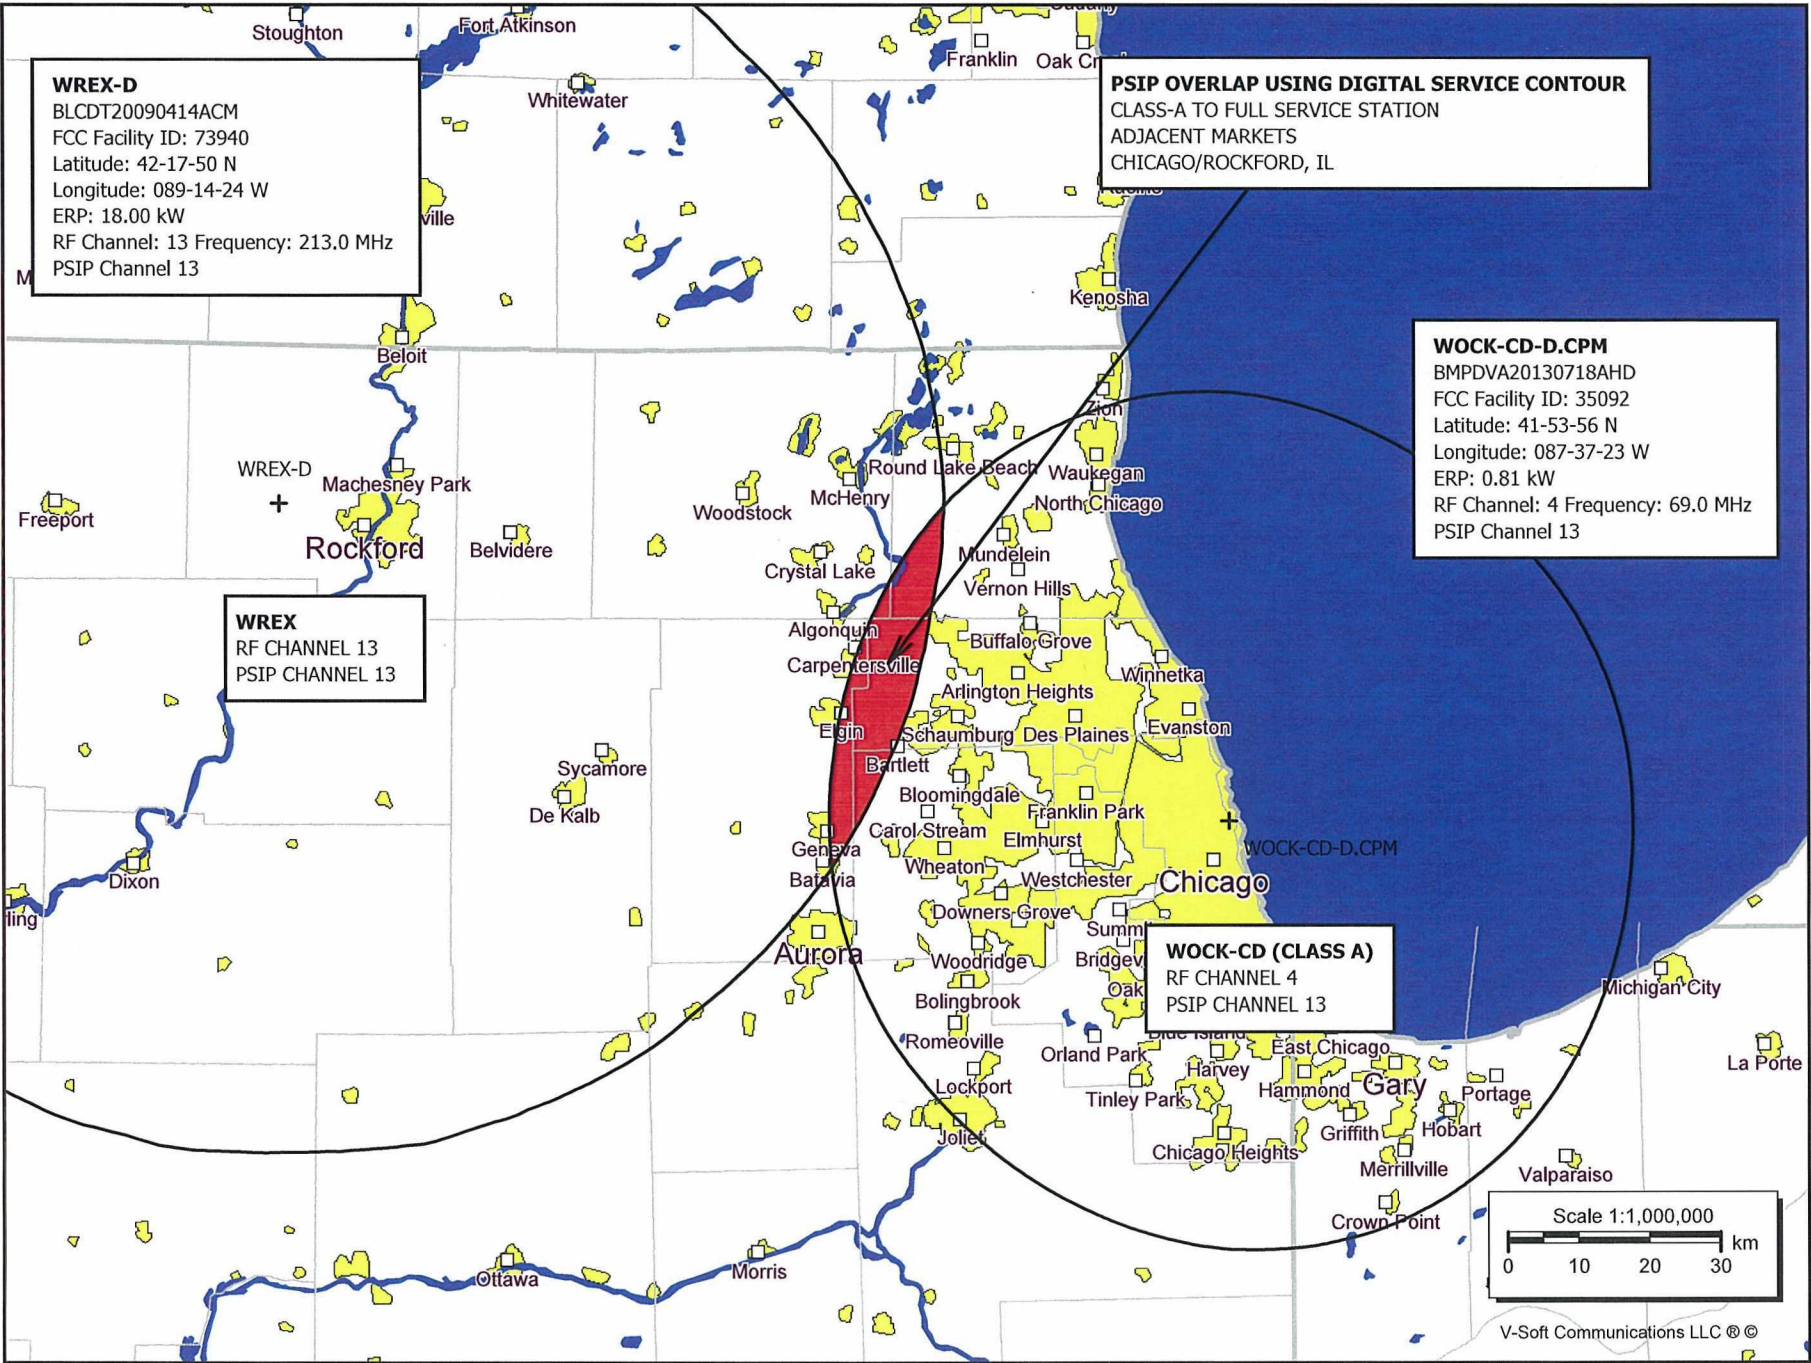 Stoughton
Fort Atkinson
Franklin
Oak Cr
Whitewater
WREX-D
BLCDT20090414ACM
FCC Facility ID: 73940
Latitude: 42-17-50 N
Longitude: 089-14-24 W
ERP: 18.00 kW
RF Channel: 13 Frequency: 213.0 MHz
PSIP Channel 13
PSIP OVERLAP USING DIGITAL SERVICE CONTOUR
CLASS-A TO FULL SERVICE STATION
ADJACENT MARKETS
CHICAGO/ROCKFORD, IL
ville
M
Kenosha
Beloit
WOCK-CD-D.CPM
BMPDVA20130718AHD
FCC Facility ID: 35092
Latitude: 41-53-56 N
Longitude: 087-37-23 W
ERP: 0.81 kW
RF Channel: 4 Frequency: 69.0 MHz
PSIP Channel 13
Zion
WREX-D
Machesney Park
Round Lake Beach
Waukegan
McHenry
North Chicago
Woodstock
Freeport
Rockford
Belvidere
Mundelein
Crystal Lake
Vernon Hills
WREX
RF CHANNEL 13
PSIP CHANNEL 13
Algonquin
Buffalo Grove
Carpentersville
Winnetka
Arlington Heights
Elgin
Schaumburg
Des Plaines
Evanston
Bartlett
Sycamore
Bloomingdale
De Kalb
Franklin Park
Carol Stream
Elmhurst
Geneva
WOCK-CD-D.CPM
Wheaton
Batavia
Westchester
Chicago
Dixon
Downers Grove
ling
Summi
Aurora
Woodridge
Bridgev
WOCK-CD (CLASS A)
RF CHANNEL 4
PSIP CHANNEL 13
Bolingbrook
Oak
Michigan City
Romeoville
Orland Park
Blue Island
East Chicago
Harvey
La Porte
Lockport
Hammond
Gary
Portage
Tinley Park
Joliet
Griffith
Hobart
Chicago Heights
Merrillville
Valparaiso
Crown Point
Scale 1:1,000,000
km
0 10 20 30
Morris
Ottawa
V-Soft Communications LLC ® ©